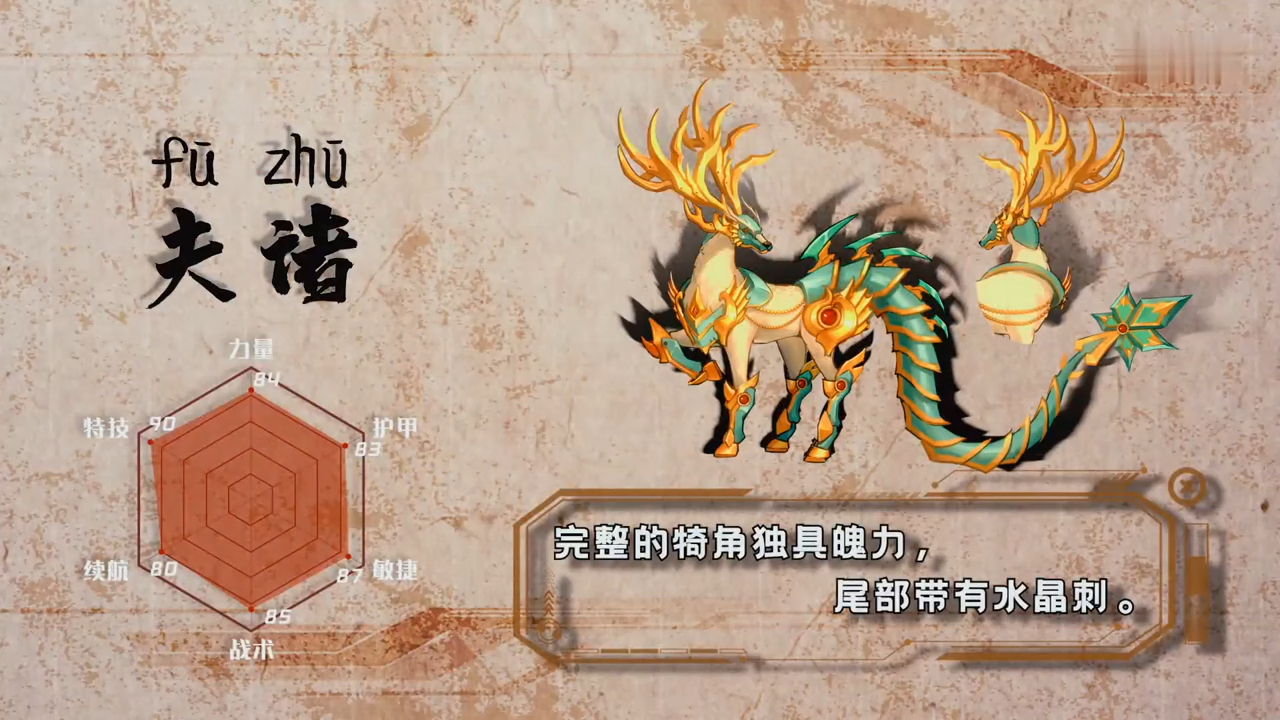 fū zhū
夫诸
力量
84
特技 90
护甲
83
续航 80
87 敏捷
85
战术
完整的犄角独具魄力，
尾部带有水晶刺。